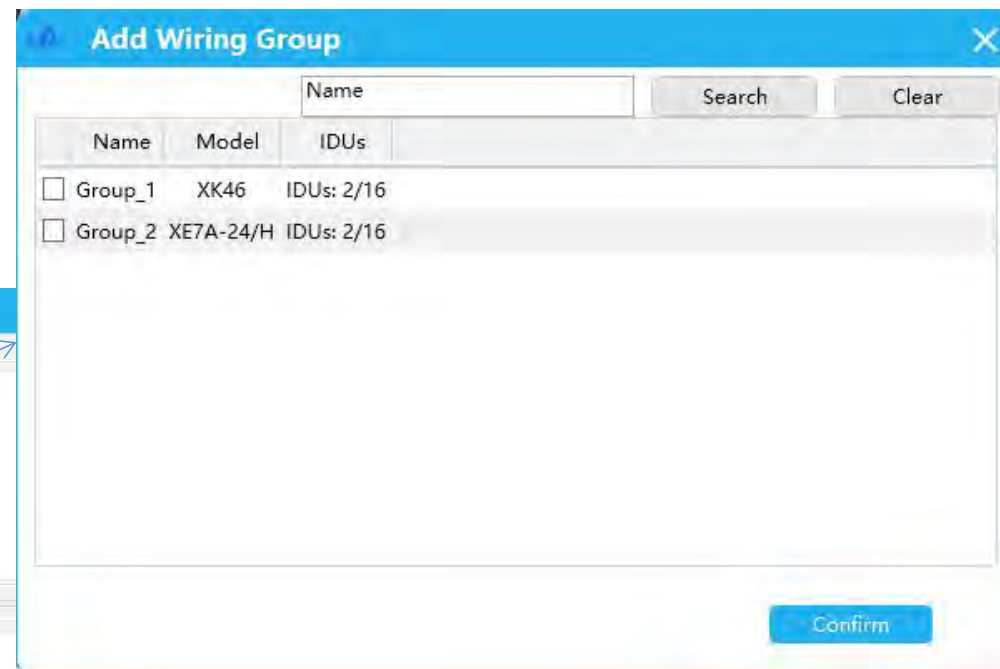 Add Wiring Group
Name Search Clear
Name Model IDUs
Group_1 XK46 IDUs: 2/16
Group_2 XE7A-24/H IDUs: 2/16
Confirm